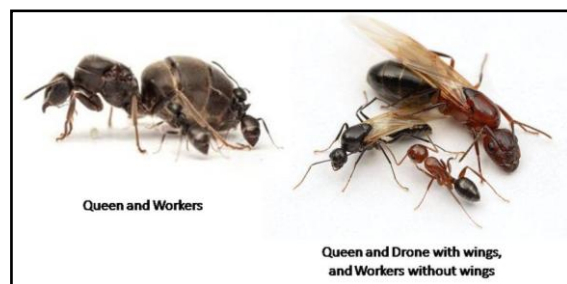 Queen and Workers
Queen and Drone with wings,
and Workers without wings